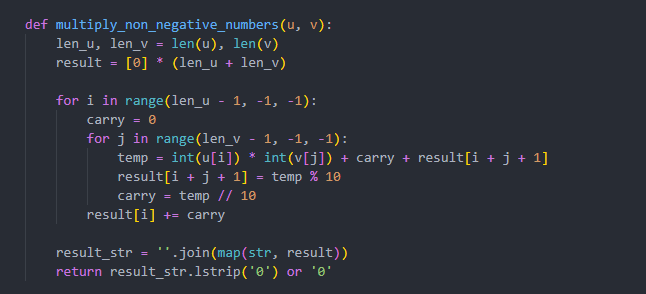 def multiply_non_negative_numbers(u, v):
    len_u, len_v = len(u), len(v)
    result = [0] * (len_u + len_v)

    for i in range(len_u - 1, -1, -1):
        carry = 0
        for j in range(len_v - 1, -1, -1):
            temp = int(u[i]) * int(v[j]) + carry + result[i + j + 1]
            result[i + j + 1] = temp % 10
            carry = temp // 10
        result[i] += carry

    result_str = ''.join(map(str, result))
    return result_str.lstrip('0') or '0'